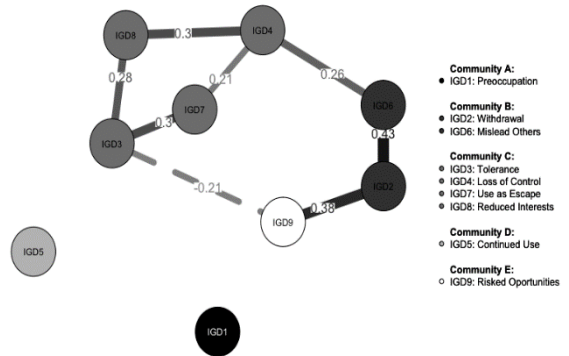 IGD8
0.3
IGD4
0.28
0.21
0.26
IGD7
IGD6
0.3
0.43
IGD3
-0.21
IGD2
0.38
IGD9
IGD5
IGD1
Community A:
IGD1: Preoccupation
Community B:
IGD2: Withdrawal
IGD6: Mislead Others
Community C:
IGD3: Tolerance
IGD4: Loss of Control
IGD7: Use as Escape
IGD8: Reduced Interests
Community D:
IGD5: Continued Use
Community E:
IGD9: Risked Oportunities